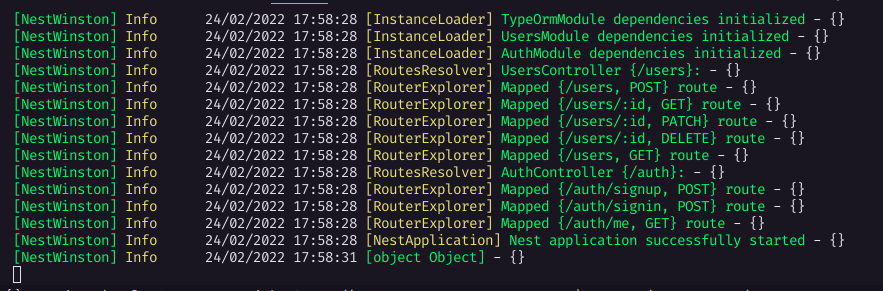 [NestWinston] Info 24/02/2022 17:58:28 [InstanceLoader] TypeOrmModule dependencies initialized - {}
[NestWinston] Info 24/02/2022 17:58:28 [InstanceLoader] UsersModule dependencies initialized - {}
[NestWinston] Info 24/02/2022 17:58:28 [InstanceLoader] AuthModule dependencies initialized - {}
[NestWinston] Info 24/02/2022 17:58:28 [RoutesResolver] UsersController {/users}: - {}
[NestWinston] Info 24/02/2022 17:58:28 [RouterExplorer] Mapped {/users, POST} route - {}
[NestWinston] Info 24/02/2022 17:58:28 [RouterExplorer] Mapped {/users/:id, GET} route - {}
[NestWinston] Info 24/02/2022 17:58:28 [RouterExplorer] Mapped {/users/:id, PATCH} route - {}
[NestWinston] Info 24/02/2022 17:58:28 [RouterExplorer] Mapped {/users/:id, DELETE} route - {}
[NestWinston] Info 24/02/2022 17:58:28 [RouterExplorer] Mapped {/users, GET} route - {}
[NestWinston] Info 24/02/2022 17:58:28 [RoutesResolver] AuthController {/auth}: - {}
[NestWinston] Info 24/02/2022 17:58:28 [RouterExplorer] Mapped {/auth/signup, POST} route - {}
[NestWinston] Info 24/02/2022 17:58:28 [RouterExplorer] Mapped {/auth/signin, POST} route - {}
[NestWinston] Info 24/02/2022 17:58:28 [RouterExplorer] Mapped {/auth/me, GET} route - {}
[NestWinston] Info 24/02/2022 17:58:28 [NestApplication] Nest application successfully started - {}
[NestWinston] Info 24/02/2022 17:58:31 [object Object] - {}